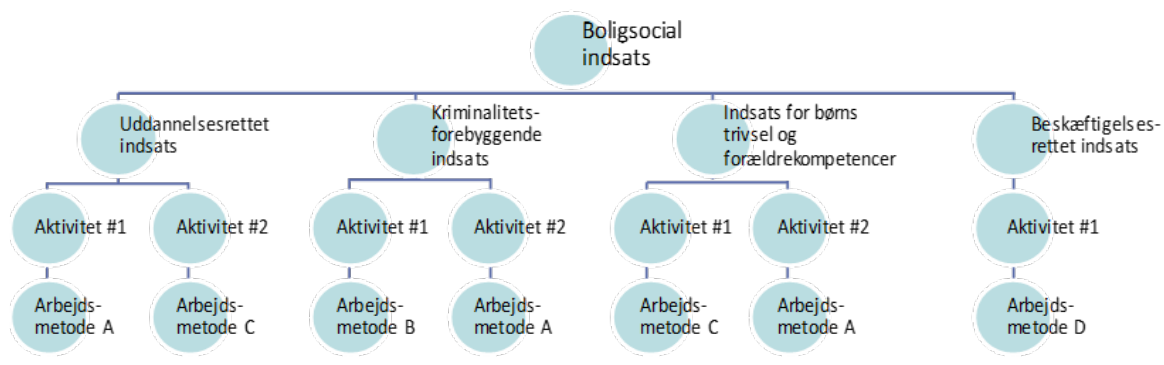 Boligsocial
indsats
Uddannelsesrettet
indsats
Kriminalitets-
forebyggende
indsats
Indsats for børns
trivsel og
forældrekompetencer
Beskæftigelses-
rettet indsats
Aktivitet #1
Aktivitet #2
Aktivitet #1
Aktivitet #2
Aktivitet #1
Aktivitet #2
Aktivitet #1
Arbejds-
metode A
Arbejds-
metode C
Arbejds-
metode B
Arbejds-
metode A
Arbejds-
metode C
Arbejds-
metode A
Arbejds-
metode D